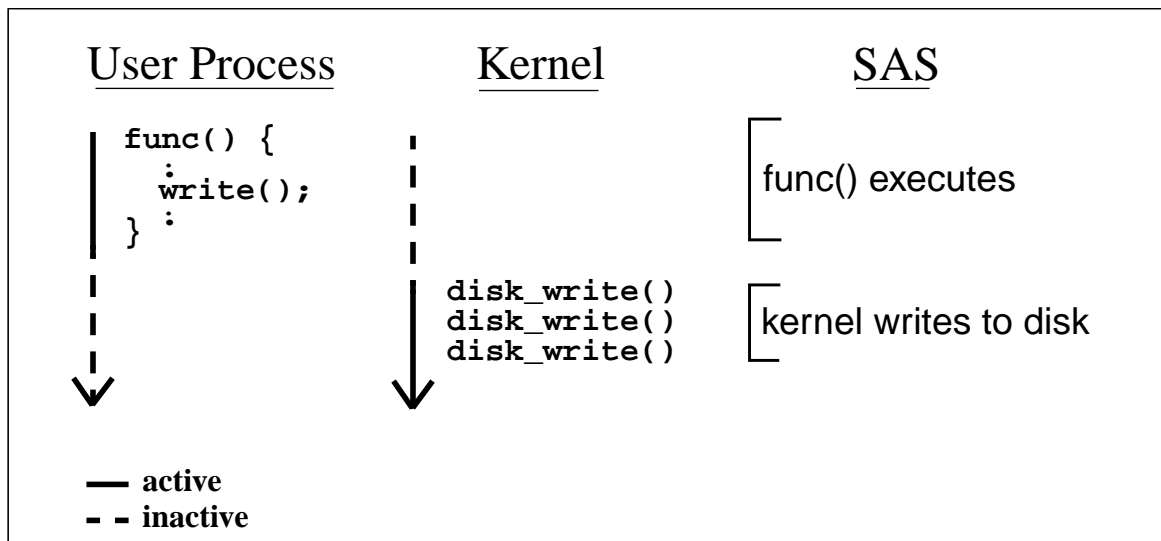 User Process Kernel SAS
func() {
:
write();
:
}
func() executes
disk_write()
disk_write()
disk_write()
kernel writes to disk
active
inactive